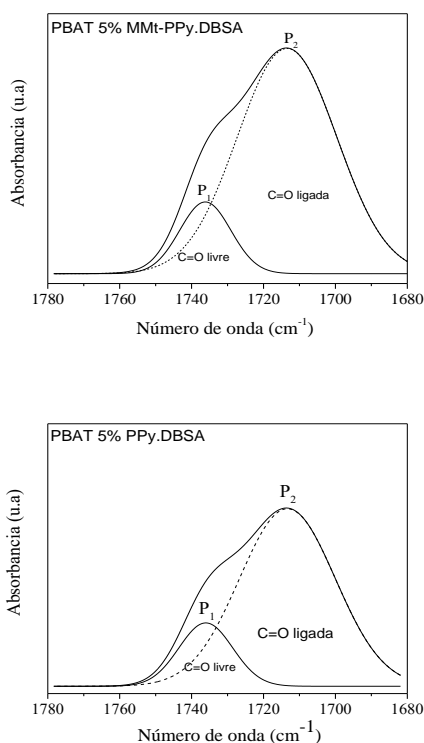 PBAT 5% MMt-PPy.DBSA
P₂
P₁
C=O ligada
C=O livre
Absorbancia (u.a)
1780 1760 1740 1720 1700 1680
Número de onda (cm⁻¹)
PBAT 5% PPy.DBSA
P₂
P₁
C=O ligada
C=O livre
Absorbancia (u.a)
1780 1760 1740 1720 1700 1680
Número de onda (cm⁻¹)